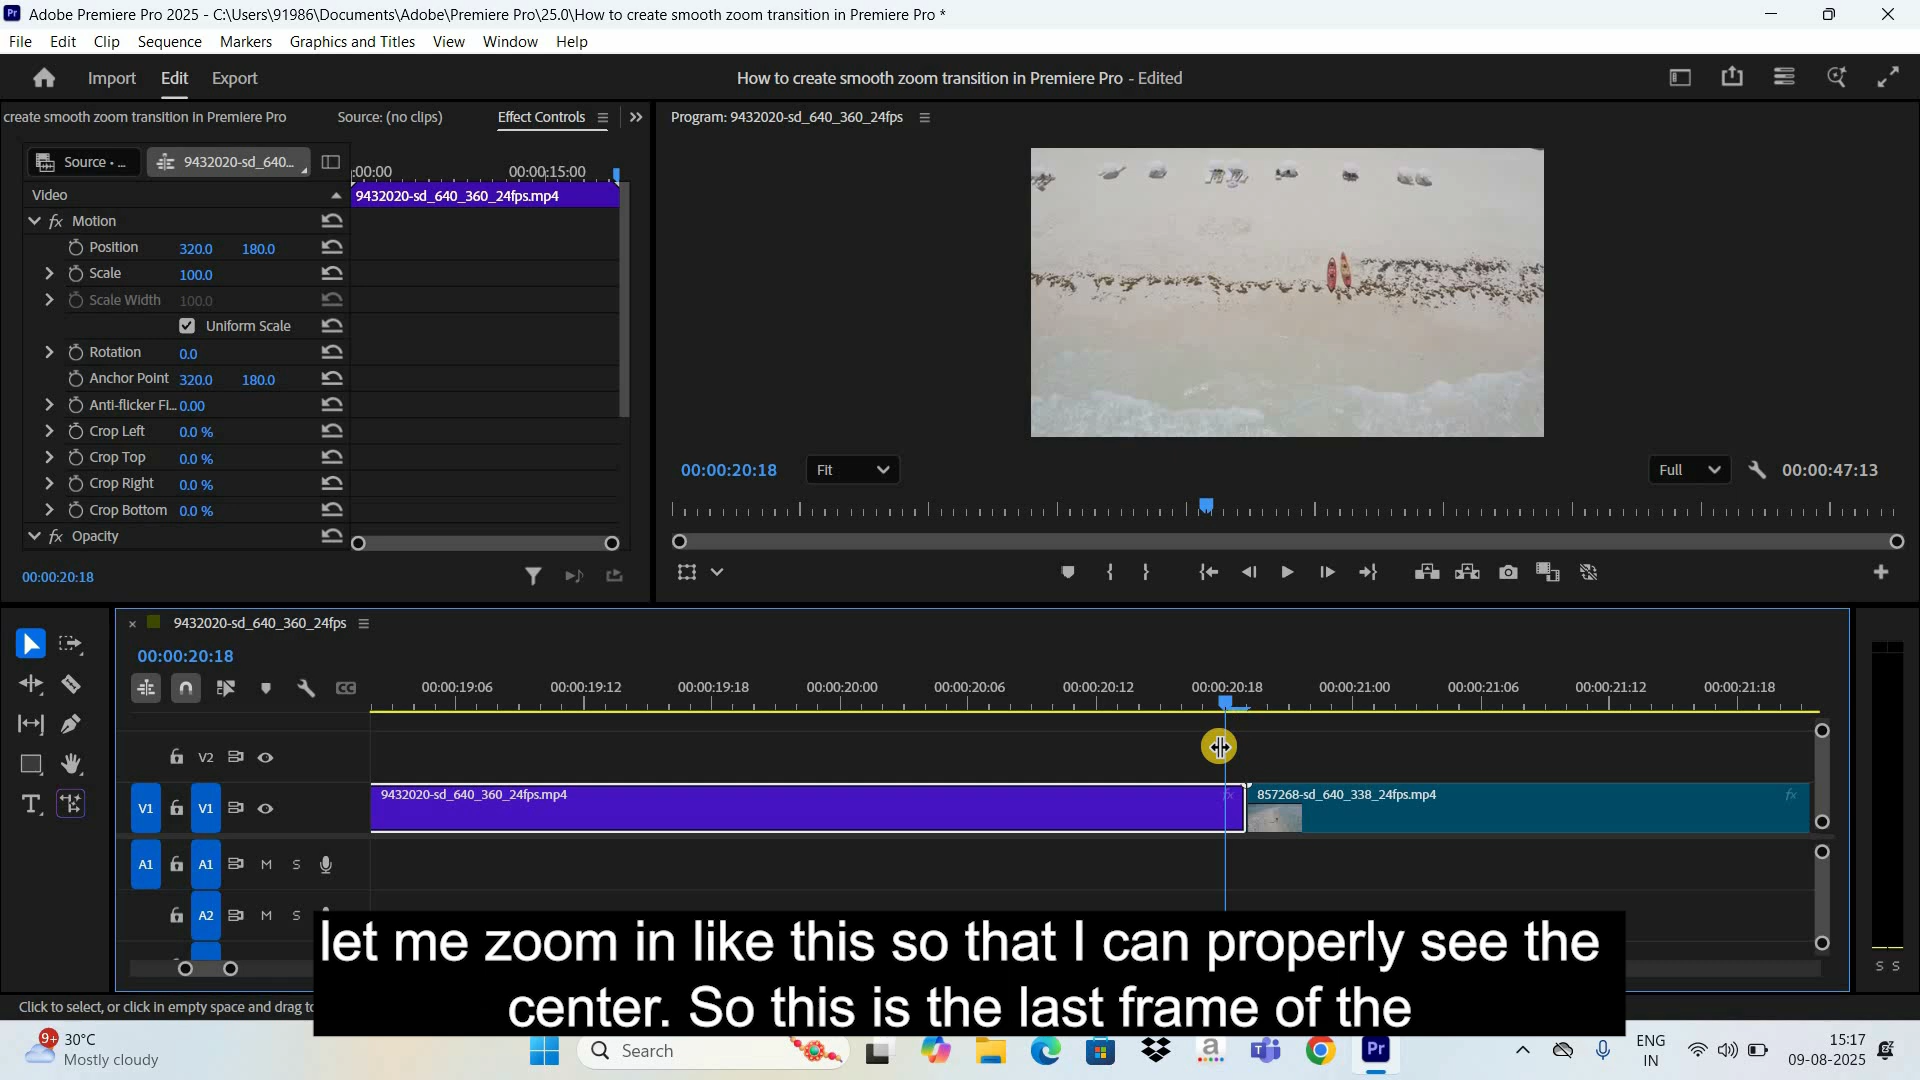 Pr Adobe Premiere Pro 2025 - C:\Users\91986\Documents\Adobe\Premiere Pro\25.0\How to create smooth zoom transition in Premiere Pro *
File Edit Clip Sequence Markers Graphics and Titles View Window Help
Import Edit Export How to create smooth zoom transition in Premiere Pro - Edited
create smooth zoom transition in Premiere Pro Source: (no clips) Effect Controls Program: 9432020-sd_640_360_24fps
Source • ... 9432020-sd_640... :00:00 00:00:15:00
Video 9432020-sd_640_360_24fps.mp4
fx Motion
Position 320.0 180.0
Scale 100.0
Scale Width 100.0
Uniform Scale
Rotation 0.0
Anchor Point 320.0 180.0
Anti-flicker Fi... 0.00
Crop Left 0.0 %
Crop Top 0.0 %
Crop Right 0.0 %
Crop Bottom 0.0 %
fx Opacity
00:00:20:18
00:00:20:18 Fit Full 00:00:47:13
9432020-sd_640_360_24fps
00:00:20:18
00:00:19:06 00:00:19:12 00:00:19:18 00:00:20:00 00:00:20:06 00:00:20:12 00:00:20:18 00:00:21:00 00:00:21:06 00:00:21:12 00:00:21:18
V2
V1 V1 9432020-sd_640_360_24fps.mp4 fx 857268-sd_640_338_24fps.mp4 fx
A1 A1 M S
A2 M S
S S
let me zoom in like this so that I can properly see the
center. So this is the last frame of the
Click to select, or click in empty space and drag to
9+ 30°C
Mostly cloudy
Search
Pr
ENG
IN
15:17
09-08-2025